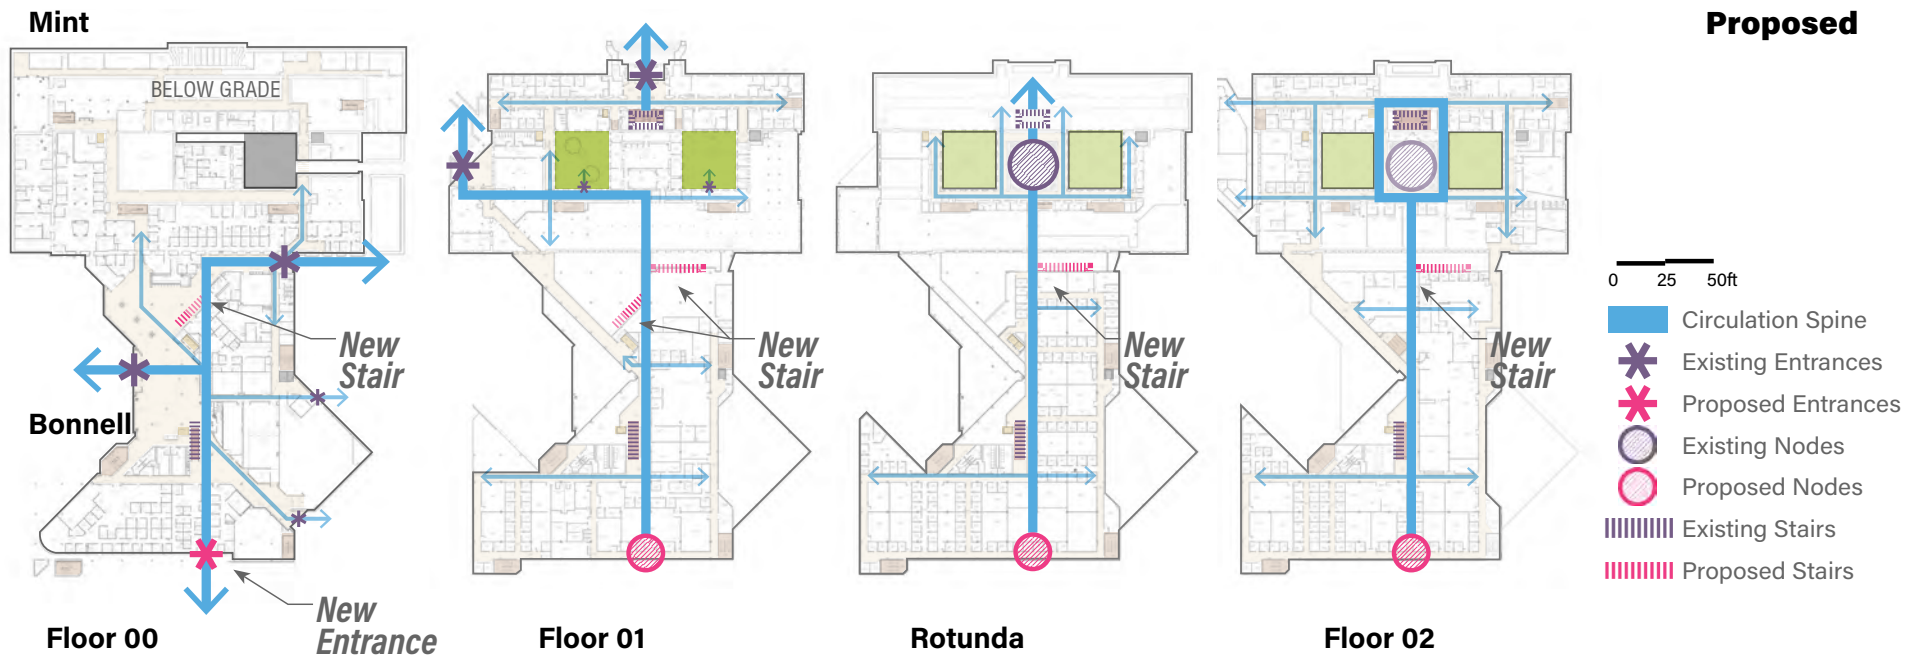 Mint
Proposed
BELOW GRADE
New
Stair
New
Stair
New
Stair
New
Stair
Bonnell
New
Entrance
Floor 00
Floor 01
Rotunda
Floor 02
0 25 50ft
Circulation Spine
Existing Entrances
Proposed Entrances
Existing Nodes
Proposed Nodes
Existing Stairs
Proposed Stairs